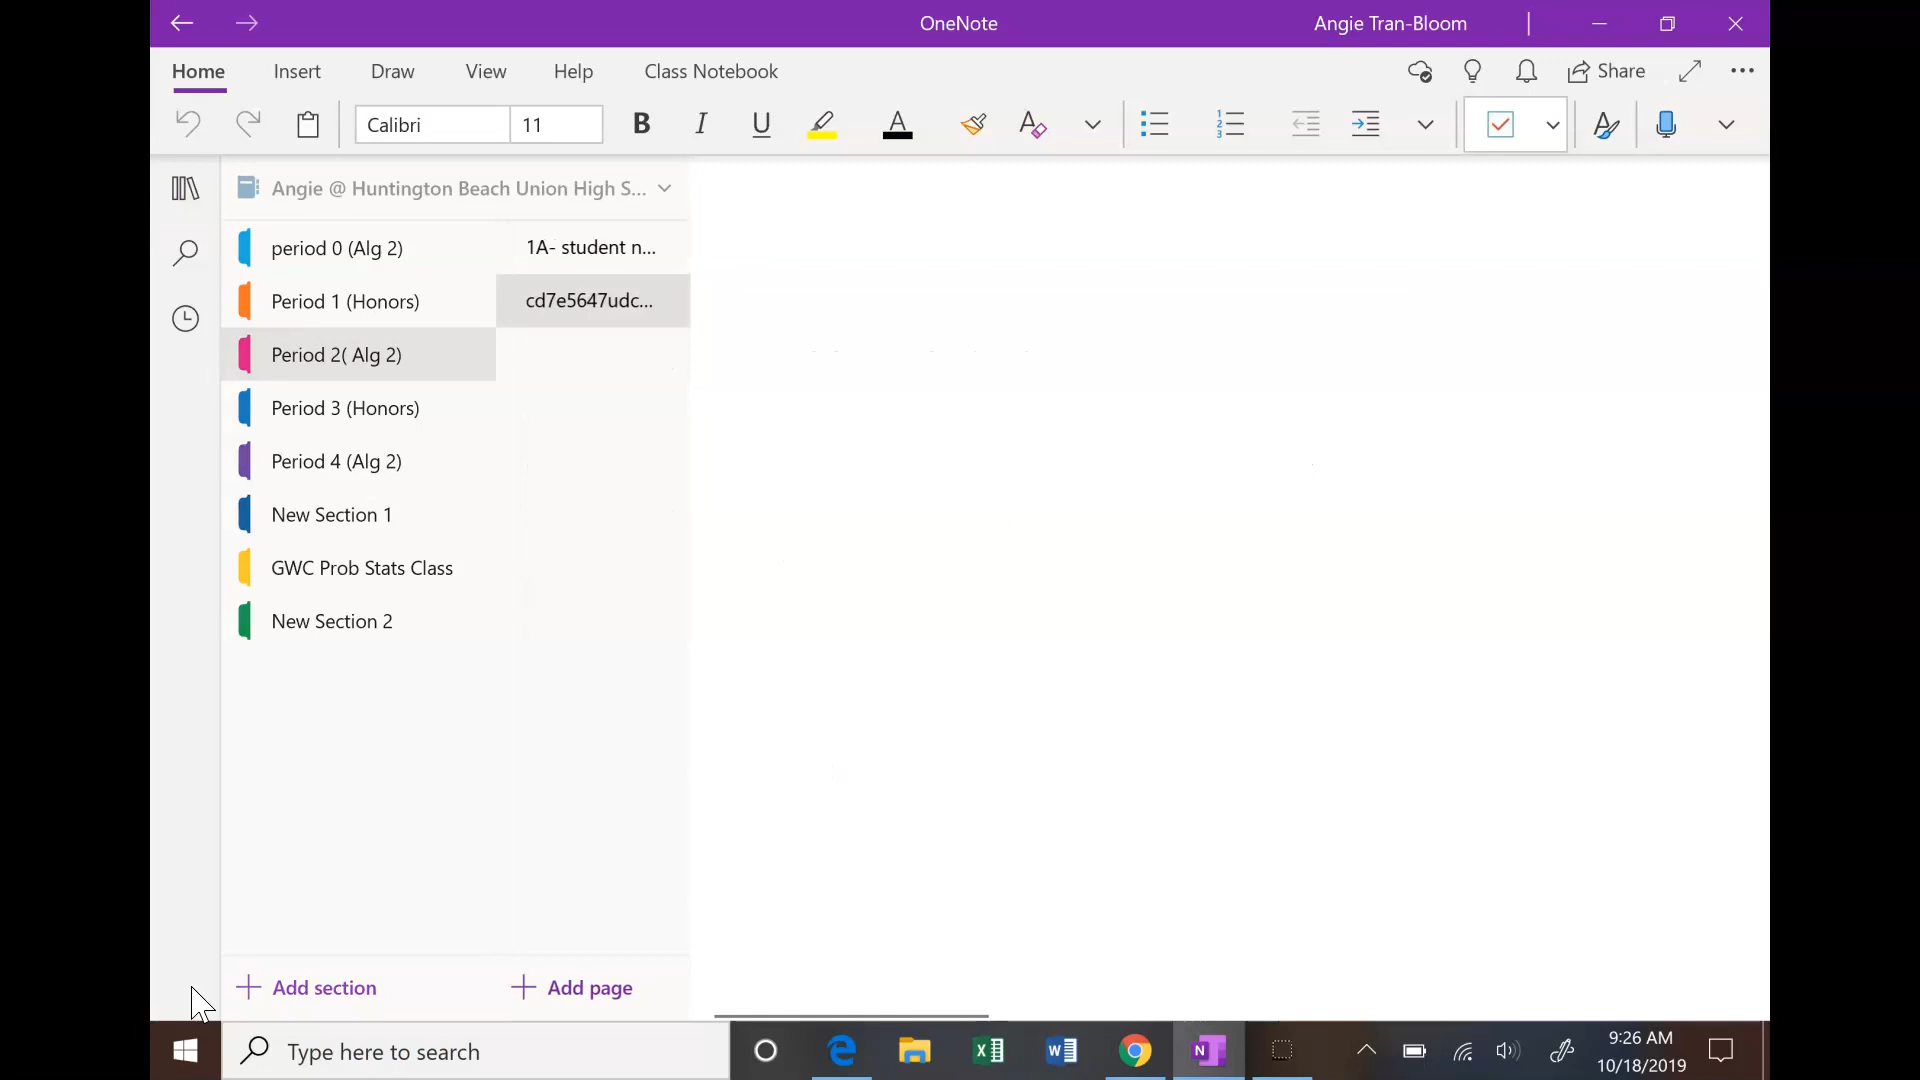 OneNote
Angie Tran-Bloom
Home Insert Draw View Help Class Notebook Share
Calibri 11 B I U A A
Angie @ Huntington Beach Union High S...
period 0 (Alg 2)
Period 1 (Honors)
Period 2( Alg 2)
Period 3 (Honors)
Period 4 (Alg 2)
New Section 1
GWC Prob Stats Class
New Section 2
1A- student n...
cd7e5647udc...
Add section
Add page
Type here to search
9:26 AM
10/18/2019